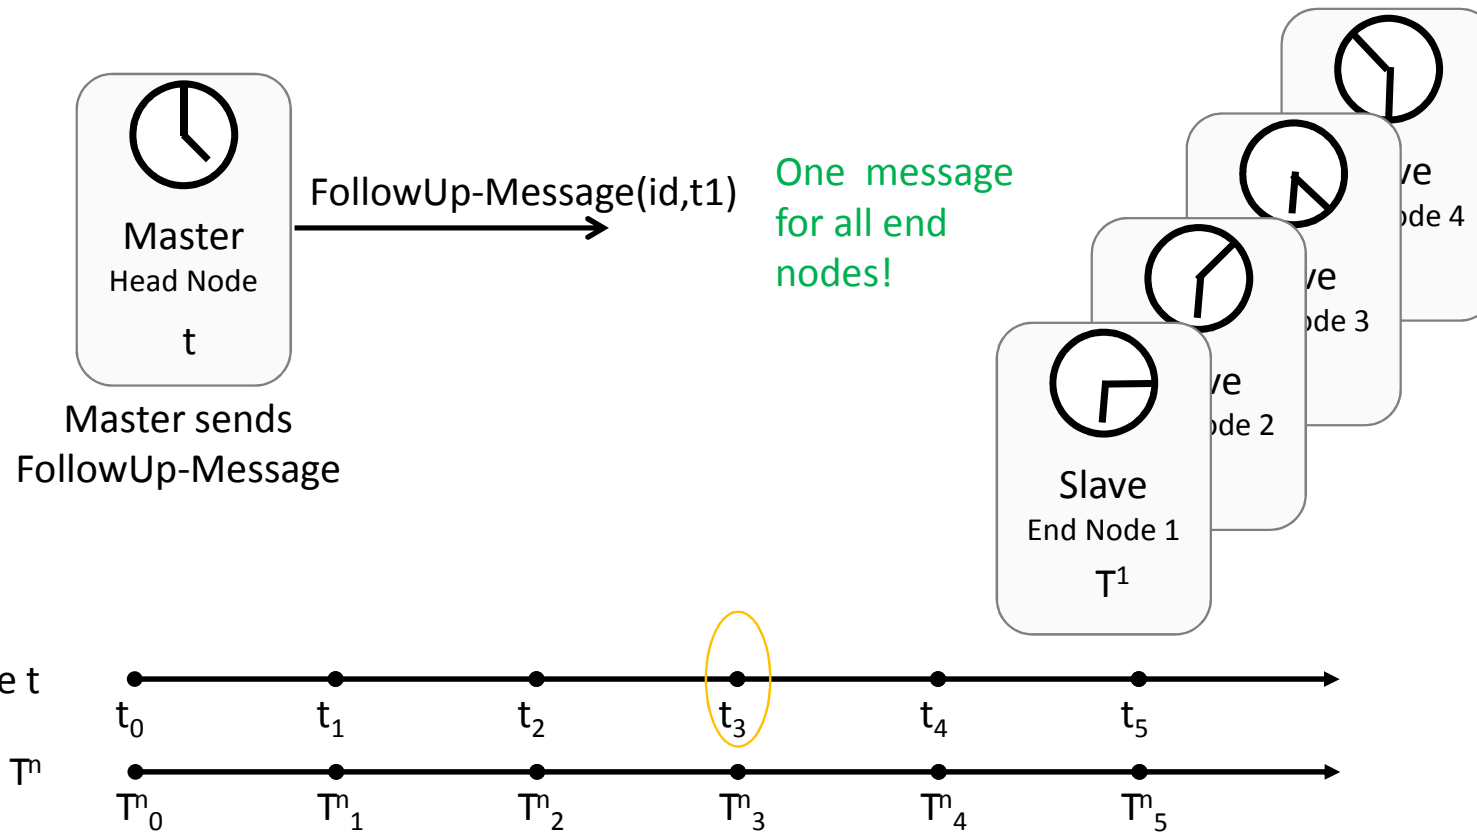 Master
Head Node
t
Master sends
FollowUp-Message
FollowUp-Message(id,t1)
One message
for all end
nodes!
ve
ode 4
ve
ode 3
ve
ode 2
Slave
End Node 1
T¹
e t
t₀ t₁ t₂ t₃ t₄ t₅
Tⁿ
Tⁿ₀ Tⁿ₁ Tⁿ₂ Tⁿ₃ Tⁿ₄ Tⁿ₅